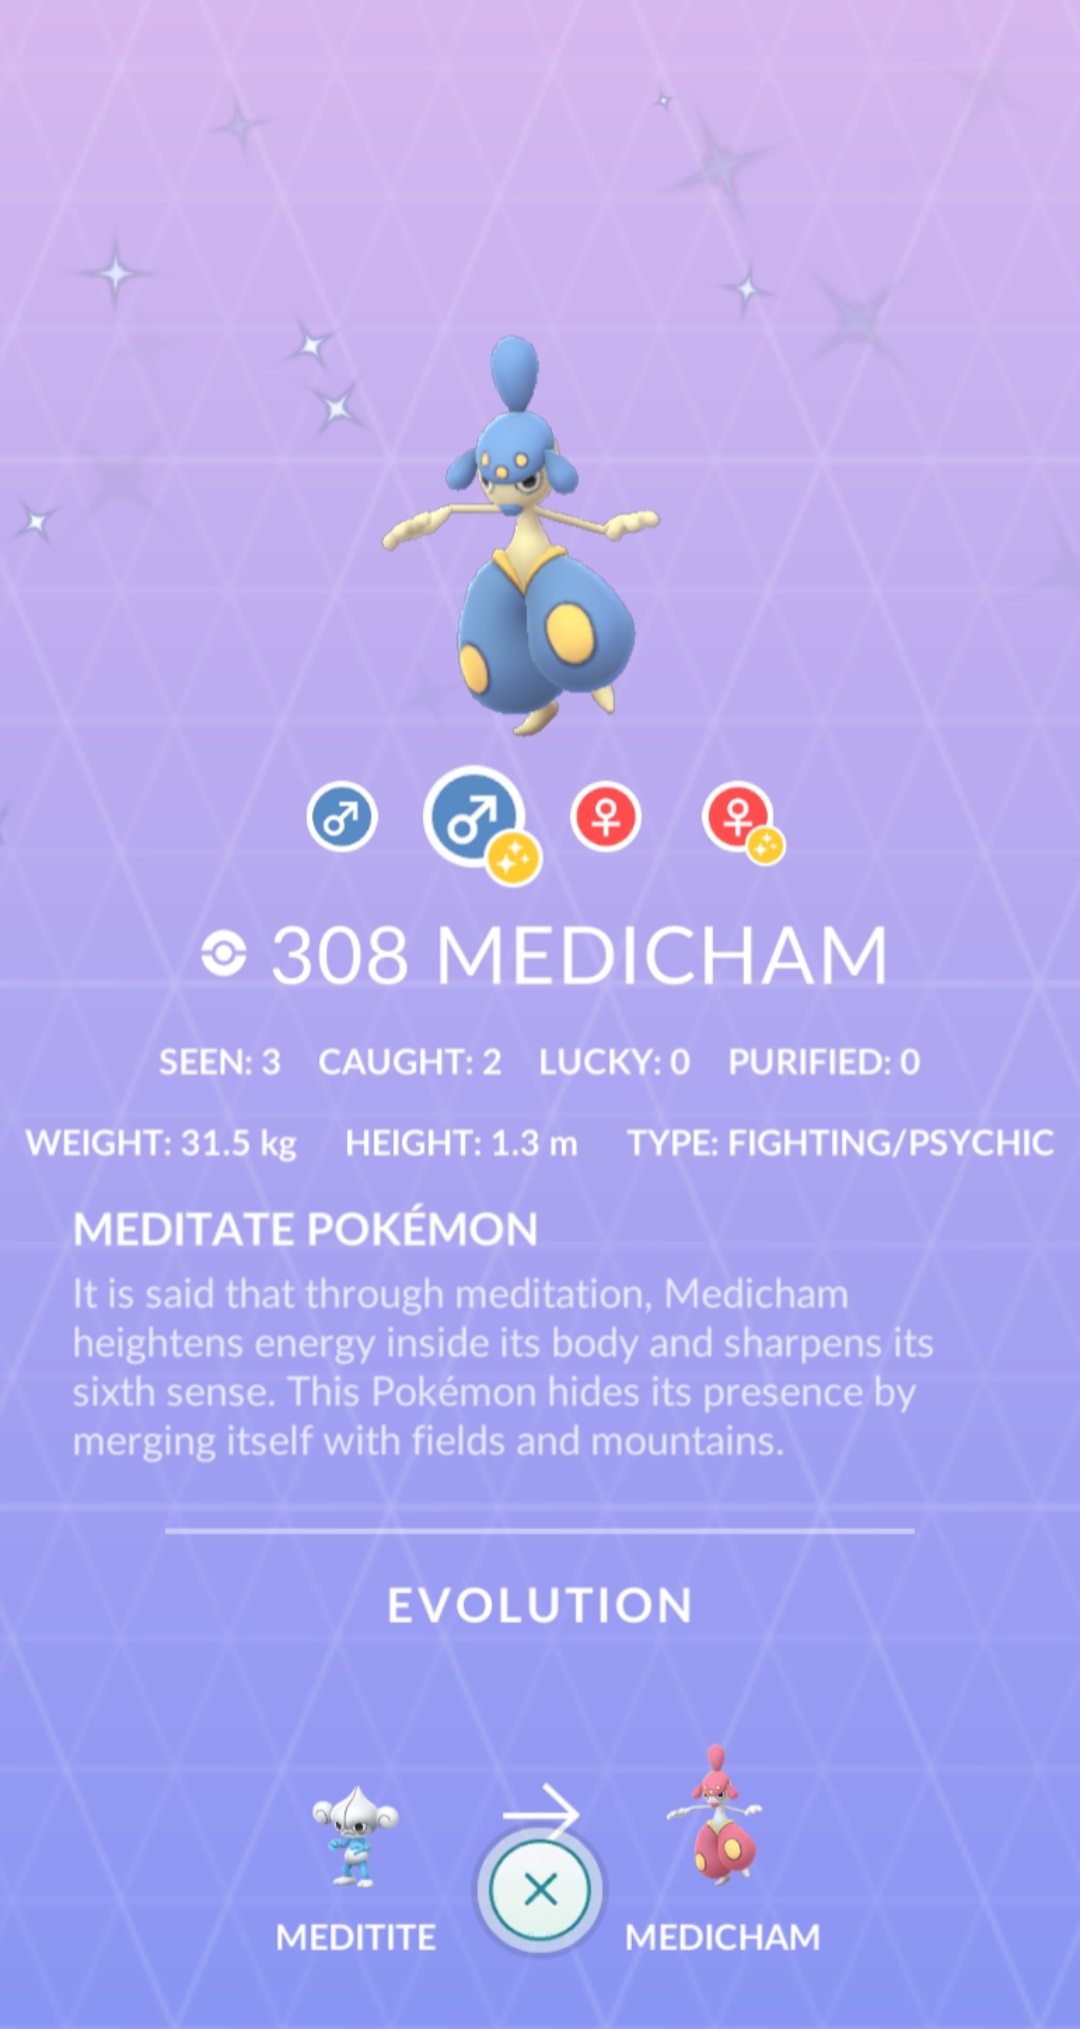 308 MEDICHAM
SEEN: 3 CAUGHT: 2 LUCKY: 0 PURIFIED: 0
WEIGHT: 31.5 kg HEIGHT: 1.3 m TYPE: FIGHTING/PSYCHIC
MEDITATE POKÉMON
It is said that through meditation, Medicham
heightens energy inside its body and sharpens its
sixth sense. This Pokémon hides its presence by
merging itself with fields and mountains.
EVOLUTION
MEDITITE MEDICHAM